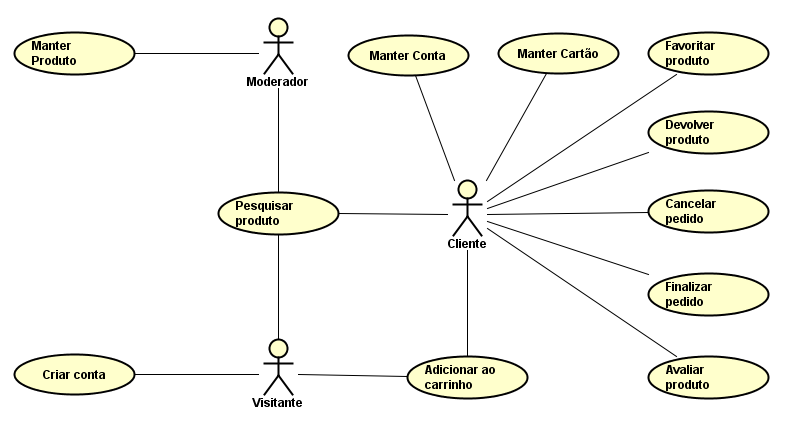 Manter
Produto
Moderador
Manter Conta
Manter Cartão
Favoritar
produto
Devolver
produto
Pesquisar
produto
Cliente
Cancelar
pedido
Finalizar
pedido
Criar conta
Visitante
Adicionar ao
carrinho
Avaliar
produto